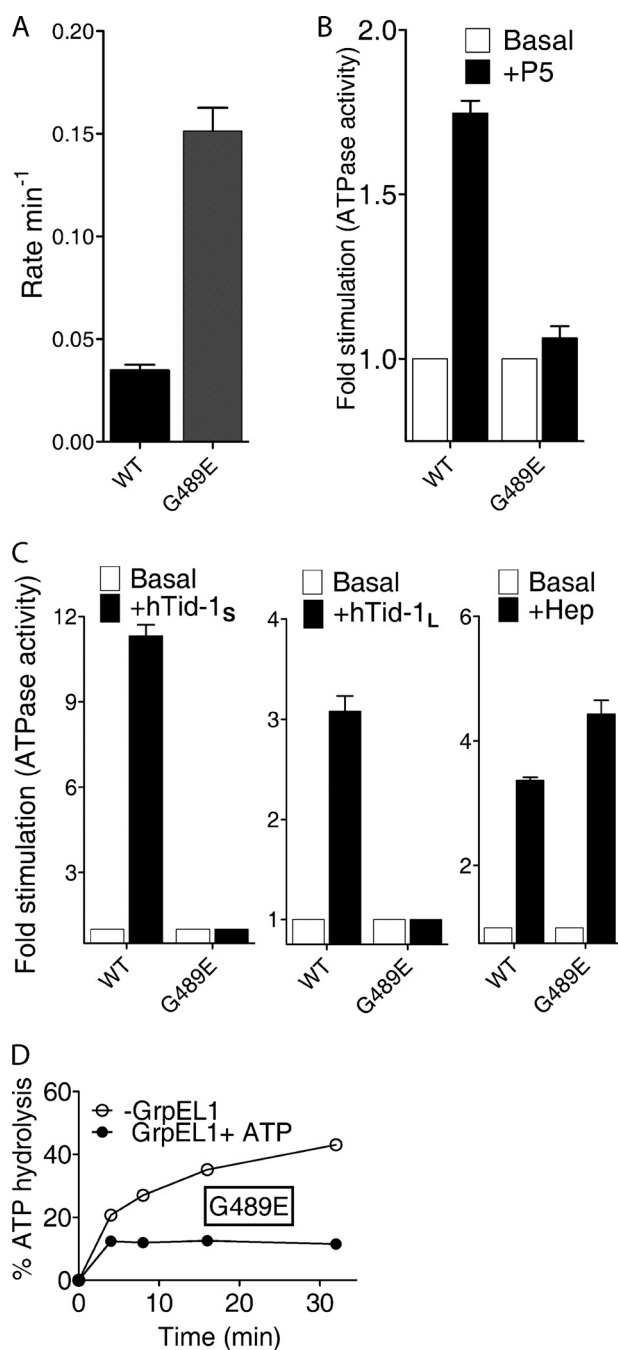 A
0.20
0.15
0.10
0.05
0.00
Rate min-1
WT
G489E
B
2.0
1.5
1.0
Fold stimulation (ATPase activity)
Basal
+P5
WT
G489E
C
Fold stimulation (ATPase activity)
Basal
+hTid-1S
12
9
6
3
WT
G489E
Basal
+hTid-1L
4
3
2
1
WT
G489E
Basal
+Hep
6
4
2
WT
G489E
D
% ATP hydrolysis
60
40
20
0
-GrpEL1
GrpEL1+ ATP
G489E
0 10 20 30
Time (min)